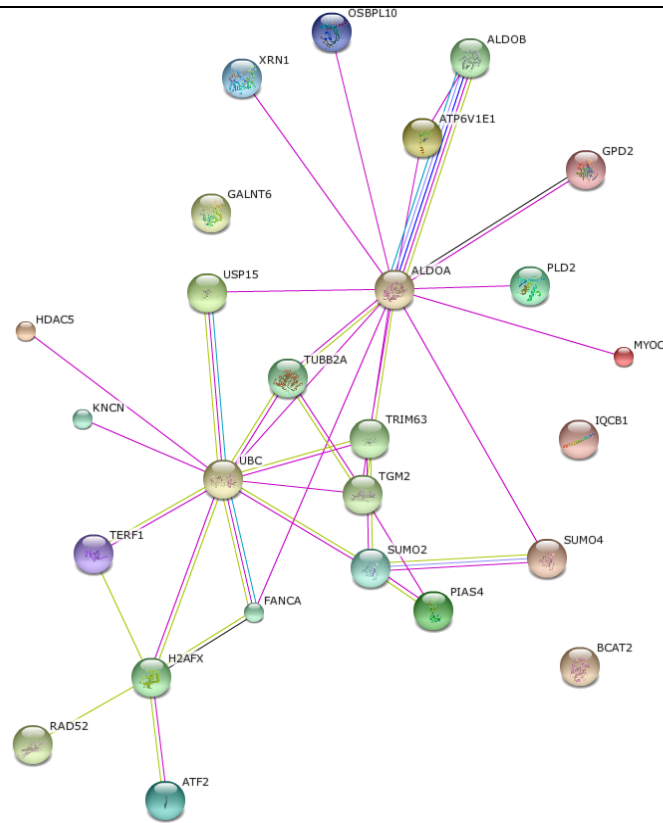 OSBPL10
ALDOB
XRN1
ATP6V1E1
GPD2
GALNT6
ALDOA
USP15
PLD2
HDAC5
MYOC
TUBB2A
KNCN
TRIM63
IQCB1
UBC
TGM2
TERF1
SUMO2
SUMO4
FANCA
PIAS4
H2AFX
BCAT2
RAD52
ATF2